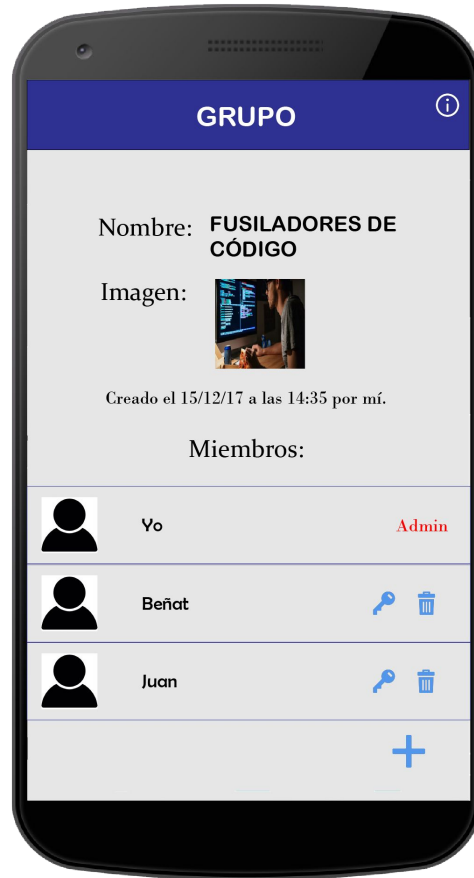 GRUPO
Nombre: FUSILADORES DE
CÓDIGO
Imagen:
Creado el 15/12/17 a las 14:35 por mí.
Miembros:
Yo Admin
Beñat
Juan